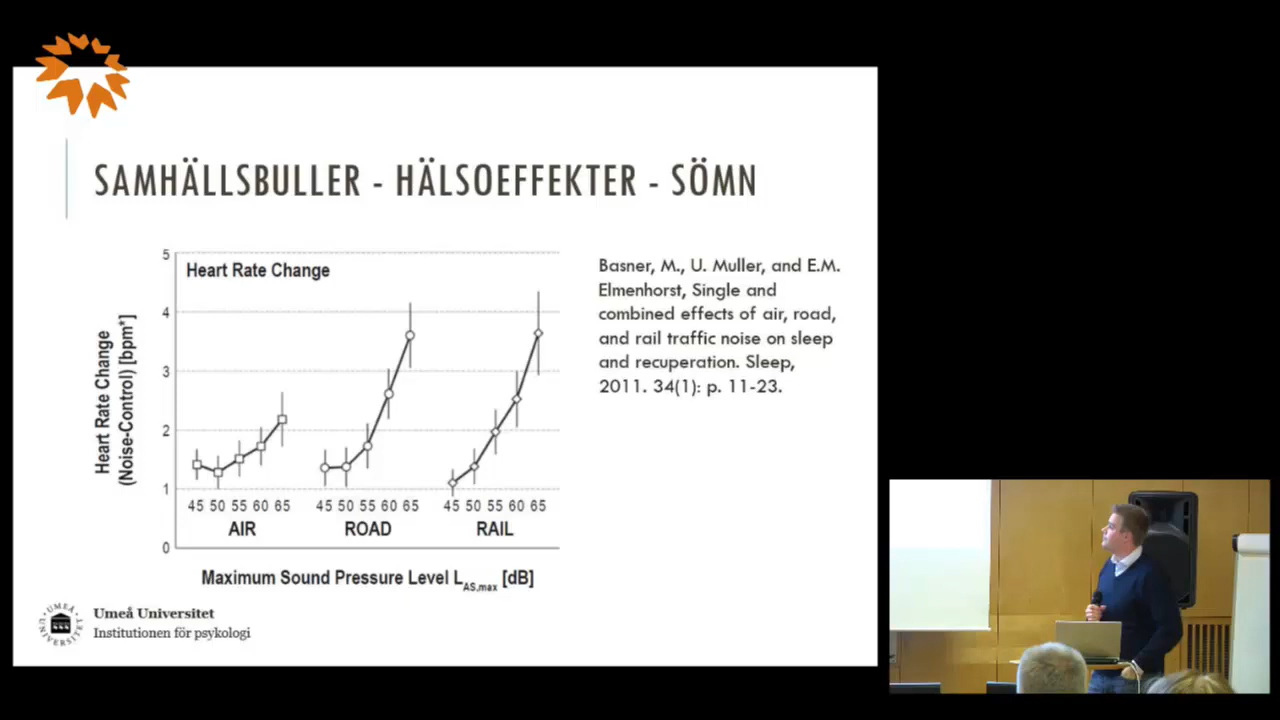 SAMHÄLLSBULLER - HÄLSOEFFEKTER - SÖMN
5
4
3
2
1
0
Heart Rate Change
Heart Rate Change
(Noise-Control) [bpm*]
45 50 55 60 65
AIR
45 50 55 60 65
ROAD
45 50 55 60 65
RAIL
Maximum Sound Pressure Level LAS,max [dB]
Basner, M., U. Muller, and E.M.
Elmenhorst, Single and
combined effects of air, road,
and rail traffic noise on sleep
and recuperation. Sleep,
2011. 34(1): p. 11-23.
UMEÅ UNIVERSITET
Umeå Universitet
Institutionen för psykologi